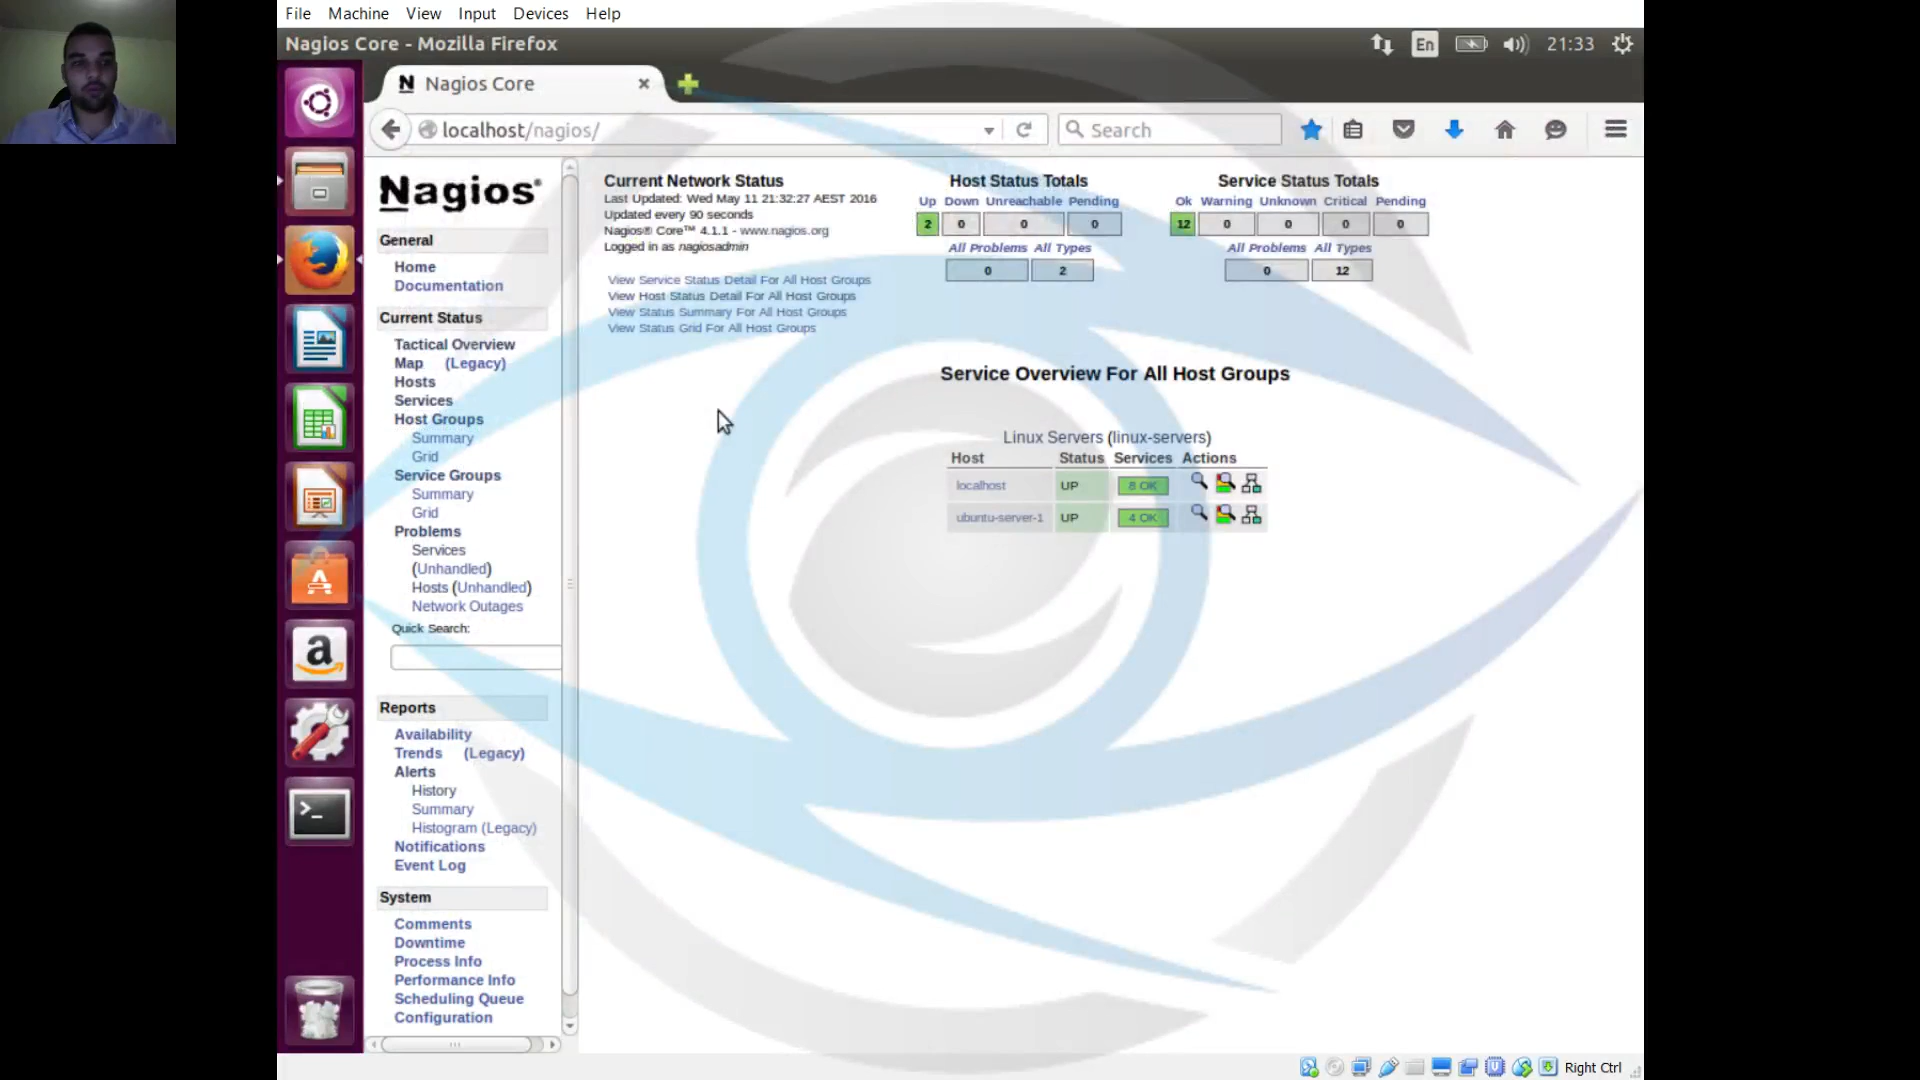 File Machine View Input Devices Help
Nagios Core - Mozilla Firefox
En
21:33
N Nagios Core
localhost/nagios/
Search
Nagios®
General
Home
Documentation
Current Status
Tactical Overview
Map (Legacy)
Hosts
Services
Host Groups
Summary
Grid
Service Groups
Summary
Grid
Problems
Services
(Unhandled)
Hosts (Unhandled)
Network Outages
Quick Search:
Reports
Availability
Trends (Legacy)
Alerts
History
Summary
Histogram (Legacy)
Notifications
Event Log
System
Comments
Downtime
Process Info
Performance Info
Scheduling Queue
Configuration
Current Network Status
Last Updated: Wed May 11 21:32:27 AEST 2016
Updated every 90 seconds
Nagios® Core™ 4.1.1 - www.nagios.org
Logged in as nagiosadmin
View Service Status Detail For All Host Groups
View Host Status Detail For All Host Groups
View Status Summary For All Host Groups
View Status Grid For All Host Groups
Host Status Totals
Up Down Unreachable Pending
2 0 0 0
All Problems All Types
0 2
Service Status Totals
Ok Warning Unknown Critical Pending
12 0 0 0 0
All Problems All Types
0 12
Service Overview For All Host Groups
Linux Servers (linux-servers)
Host Status Services Actions
localhost UP 8 OK
ubuntu-server-1 UP 4 OK
Right Ctrl